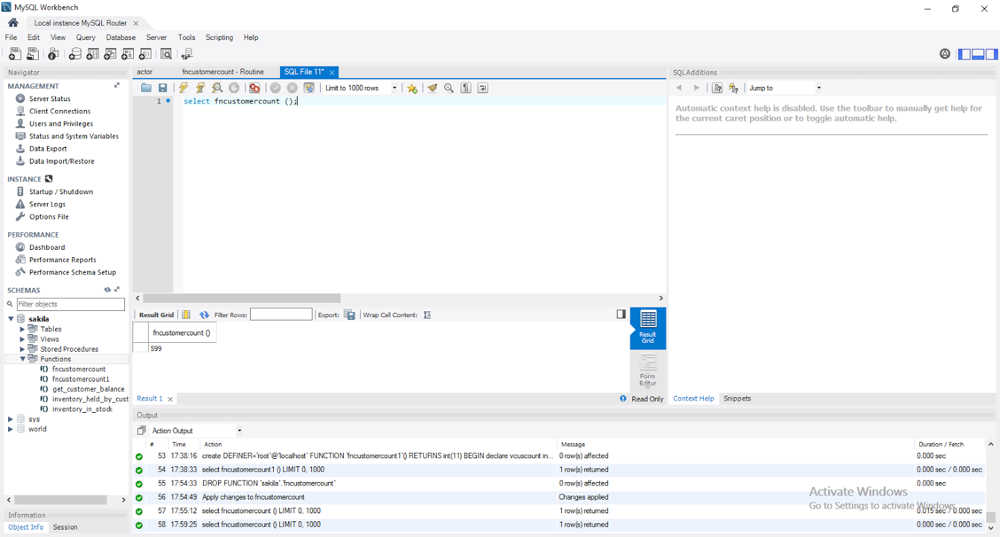 MySQL Workbench
Local instance MySQL Router
File Edit View Query Database Server Tools Scripting Help
Navigator
MANAGEMENT
Server Status
Client Connections
Users and Privileges
Status and System Variables
Data Export
Data Import/Restore
INSTANCE
Startup / Shutdown
Server Logs
Options File
PERFORMANCE
Dashboard
Performance Reports
Performance Schema Setup
SCHEMAS
Filter objects
sakila
Tables
Views
Stored Procedures
Functions
f() fncustomercount
f() fncustomercount1
f() get_customer_balance
f() inventory_held_by_cust
f() inventory_in_stock
sys
world
Information
Object Info Session
actor fncustomercount - Routine SQL File 11*
Limit to 1000 rows
1 select fncustomercount ();
Result Grid Filter Rows: Export: Wrap Cell Content:
fncustomercount ()
599
Result
Grid
Form
Editor
Result 1 Read Only
SQLAdditions
Jump to
Automatic context help is disabled. Use the toolbar to manually get help for
the current caret position or to toggle automatic help.
Context Help Snippets
Output
Action Output
# Time Action Message Duration / Fetch
53 17:38:16 create DEFINER=`root`@`localhost` FUNCTION `fncustomercount1`() RETURNS int(11) BEGIN declare vcuscount in... 0 row(s) affected 0.000 sec
54 17:38:33 select fncustomercount1 () LIMIT 0, 1000 1 row(s) returned 0.000 sec / 0.000 sec
55 17:54:33 DROP FUNCTION `sakila`.`fncustomercount` 0 row(s) affected 0.000 sec
56 17:54:49 Apply changes to fncustomercount Changes applied
57 17:55:12 select fncustomercount () LIMIT 0, 1000 1 row(s) returned 0.015 sec / 0.000 sec
58 17:59:25 select fncustomercount () LIMIT 0, 1000 1 row(s) returned 0.000 sec / 0.000 sec
Activate Windows
Go to Settings to activate Windows.